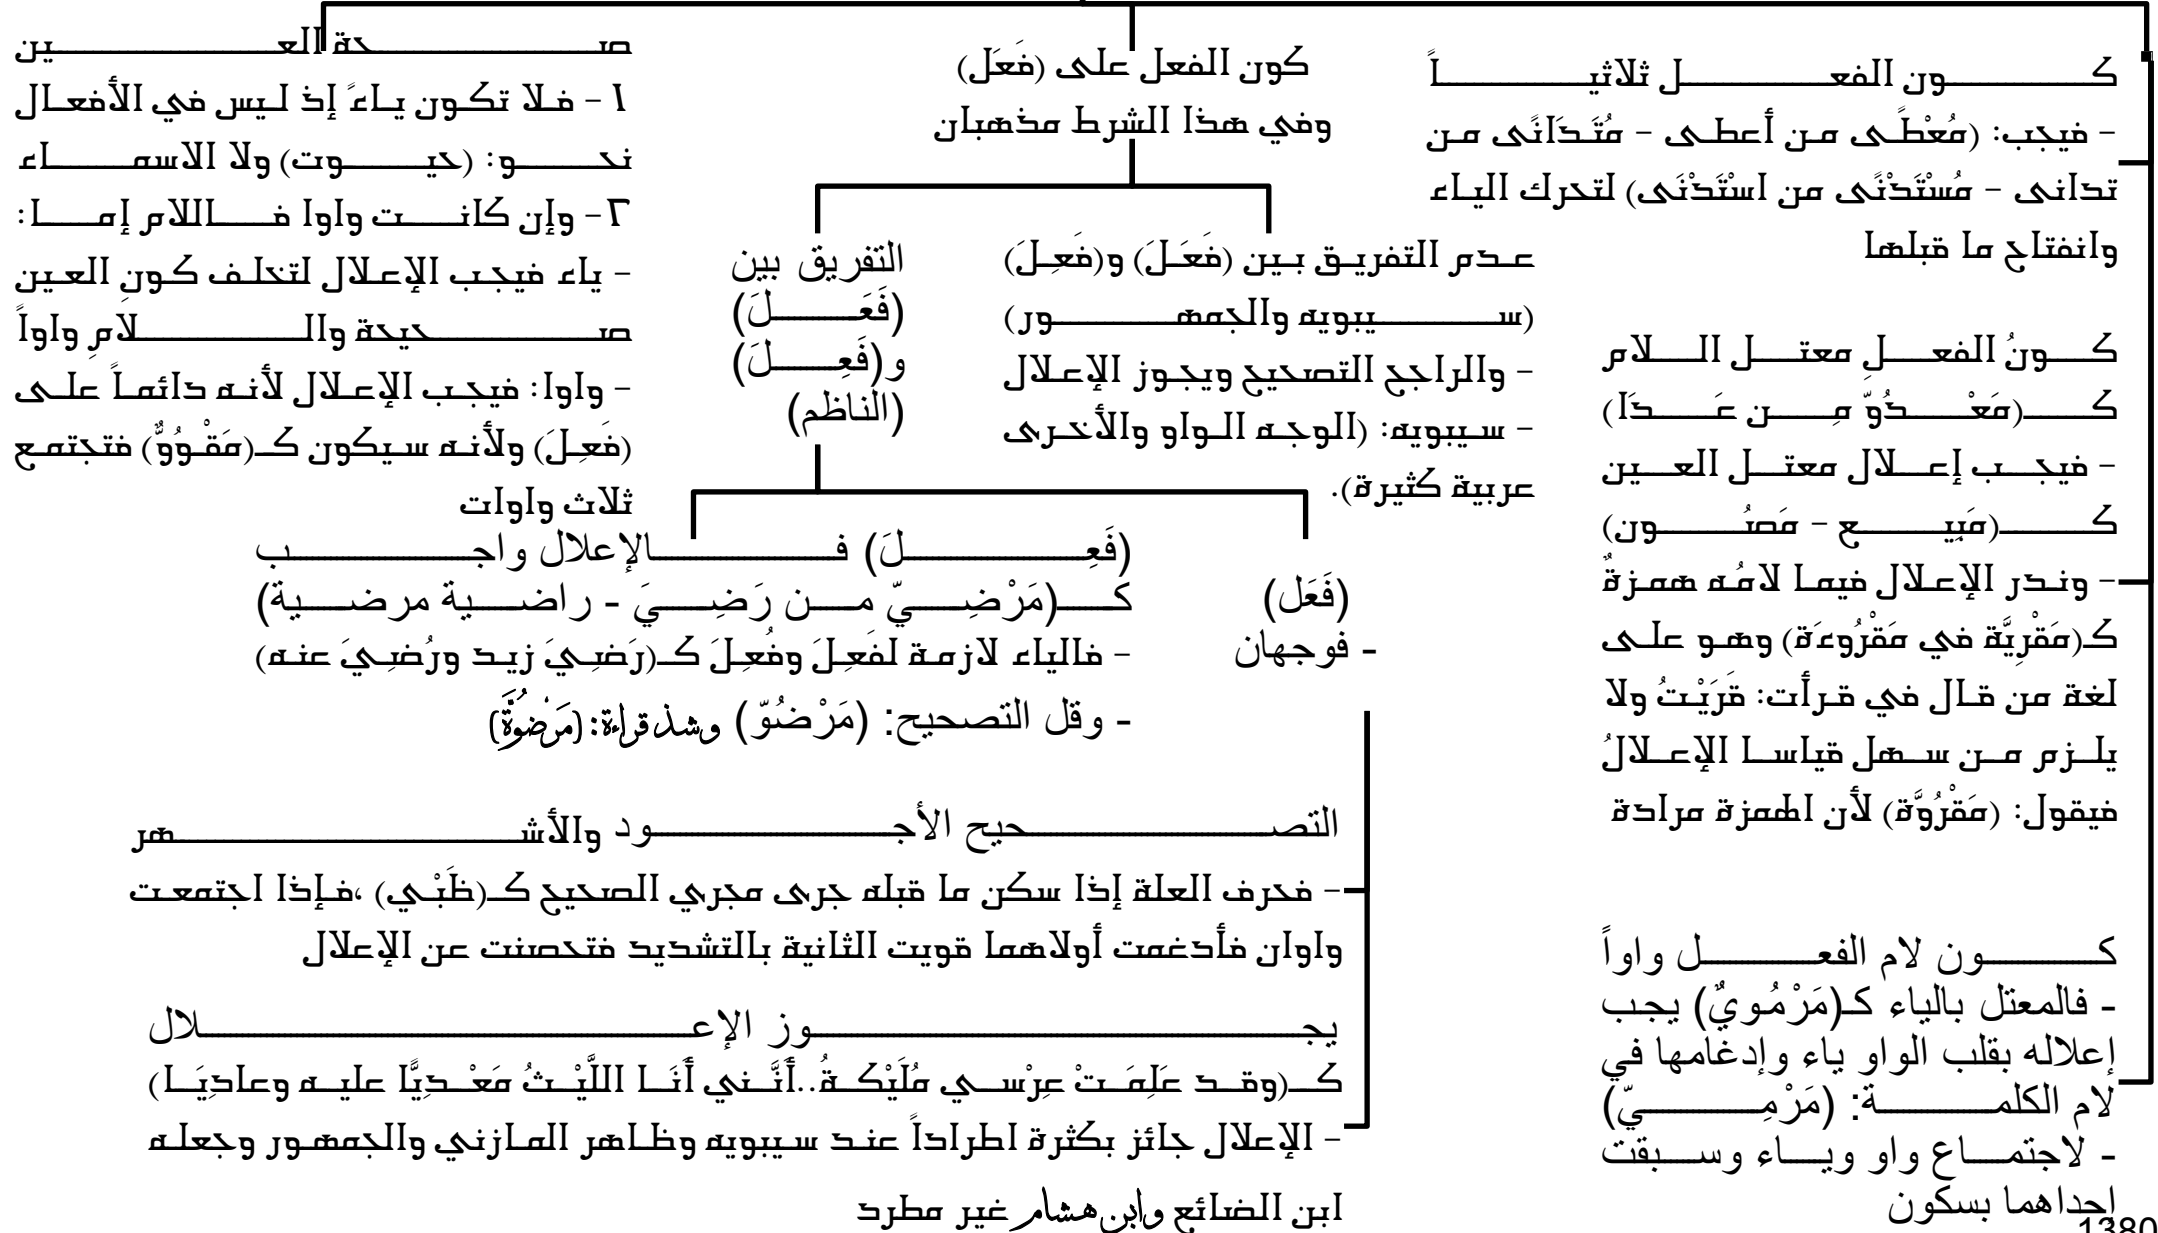 كون الفعل ثلاثياً
- فيجب: (مُعْطًى من أعطى - مُتَدَانًى من
تدانى - مُسْتَدْنًى من اسْتَدْنَى) لتحرك الياء
وانفتاح ما قبلها
كونُ الفعلِ معتل اللام
كـ(مَعْدُوّ مِن عَدَا)
- فيجب إعلال معتل العين
كـ(مَبِيع - مَصُون)
- وندر الإعلال فيما لامُه همزةٌ
كـ(مَقْرِيَّة في مَقْرُوءَة) وهو على
لغة من قال في قرأت: قَرَيْتُ ولا
يلزم من سهل قياسا الإعلالُ
فيقول: (مَقْرُوَّة) لأن الهمزة مرادة
كون لام الفعل واواً
- فالمعتل بالياء كـ(مَرْمُويٌ) يجب
إعلاله بقلب الواو ياء وإدغامها في
لام الكلمة: (مَرْمِيّ)
- لاجتماع واو وياء وسبقت
إحداهما بسكون
كون الفعل على (فَعَل)
وفي هذا الشرط مذهبان
عدم التفريق بين (فَعَلَ) و(فَعِلَ)
(سيبويه والجمهور)
- والراجح التصحيح ويجوز الإعلال
- سيبويه: (الوجه الواو والأخرى
عربية كثيرة).
التفريق بين
(فَعَلَ)
و(فَعِلَ)
(الناظم)
(فَعَل)
- فوجهان
(فَعِلَ) فالإعلال واجب
كـ(مَرْضِيّ من رَضِيَ - راضية مرضية)
- فالياء لازمة لفَعِلَ وفُعِلَ كـ(رَضِيَ زيد ورُضِيَ عنه)
- وقل التصحيح: (مَرْضُوّ) وشذ قراءة: (مَرْضُوَّةً)
التصحيح الأجود والأشهر
- فحرف العلة إذا سكن ما قبله جرى مجرى الصحيح كـ(ظَبْي)، فإذا اجتمعت
واوان فأدغمت أولاهما قويت الثانية بالتشديد فتحصنت عن الإعلال
يجوز الإعلال
كـ(وقد عَلِمَتْ عِرْسي مُلَيْكةُ..أَنَّني أَنَا اللَّيْثُ مَعْدِيًّا عليه وعادِيَا)
- الإعلال جائز بكثرة اطراداً عند سيبويه وظاهر المازني والجمهور وجعله
ابن الضائع وابن هشام غير مطرد
صحة العين
١ - فلا تكون ياءً إذ ليس في الأفعال
نحو: (حيوت) ولا الاسماء
٢- وإن كانت واوا فاللام إما:
- ياء فيجب الإعلال لتخلف كونِ العين
صحيحة واللامِ واواً
- واوا: فيجب الإعلال لأنه دائماً على
(فَعِلَ) ولأنه سيكون كـ(مَقْوُوٌّ) فتجتمع
ثلاث واوات
1380